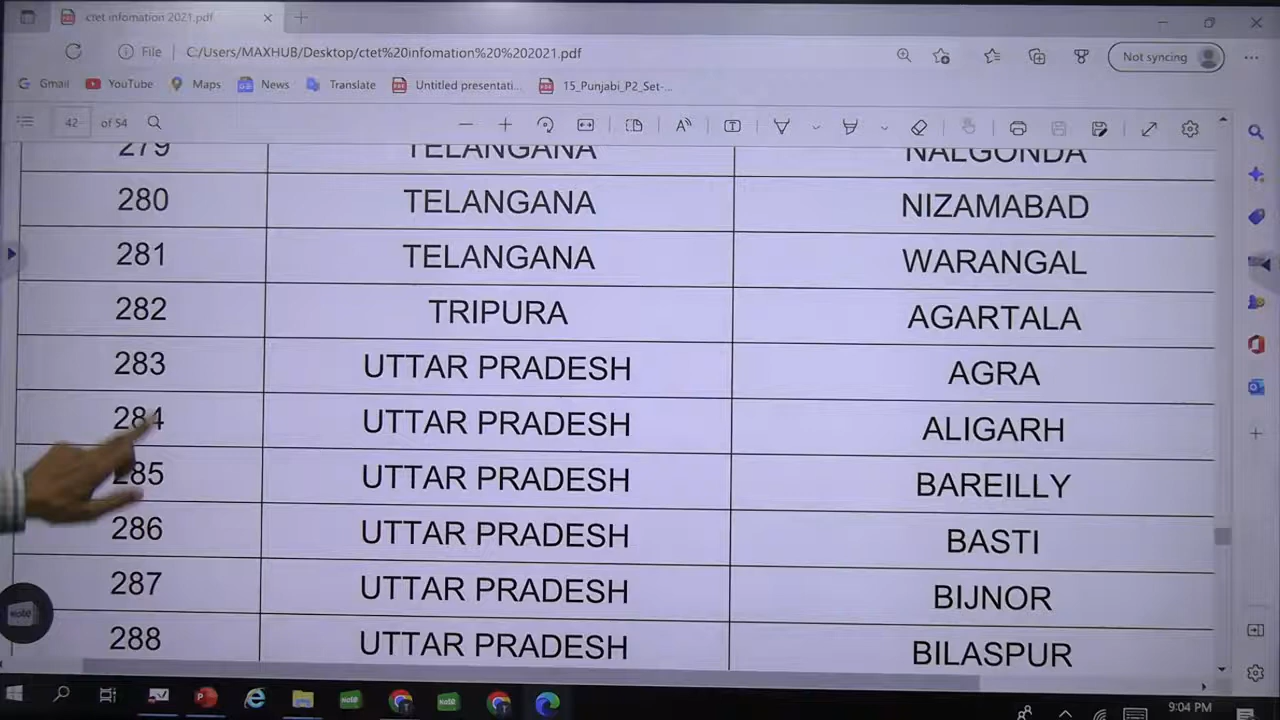 ctet infomation 2021.pdf
File
C:/Users/MAXHUB/Desktop/ctet%20infomation%20%202021.pdf
Not syncing
Gmail
YouTube
Maps
News
Translate
Untitled presentati...
15_Punjabi_P2_Set-...
42 of 54
279 TELANGANA NALGONDA
280 TELANGANA NIZAMABAD
281 TELANGANA WARANGAL
282 TRIPURA AGARTALA
283 UTTAR PRADESH AGRA
284 UTTAR PRADESH ALIGARH
285 UTTAR PRADESH BAREILLY
286 UTTAR PRADESH BASTI
287 UTTAR PRADESH BIJNOR
288 UTTAR PRADESH BILASPUR
Note
9:04 PM